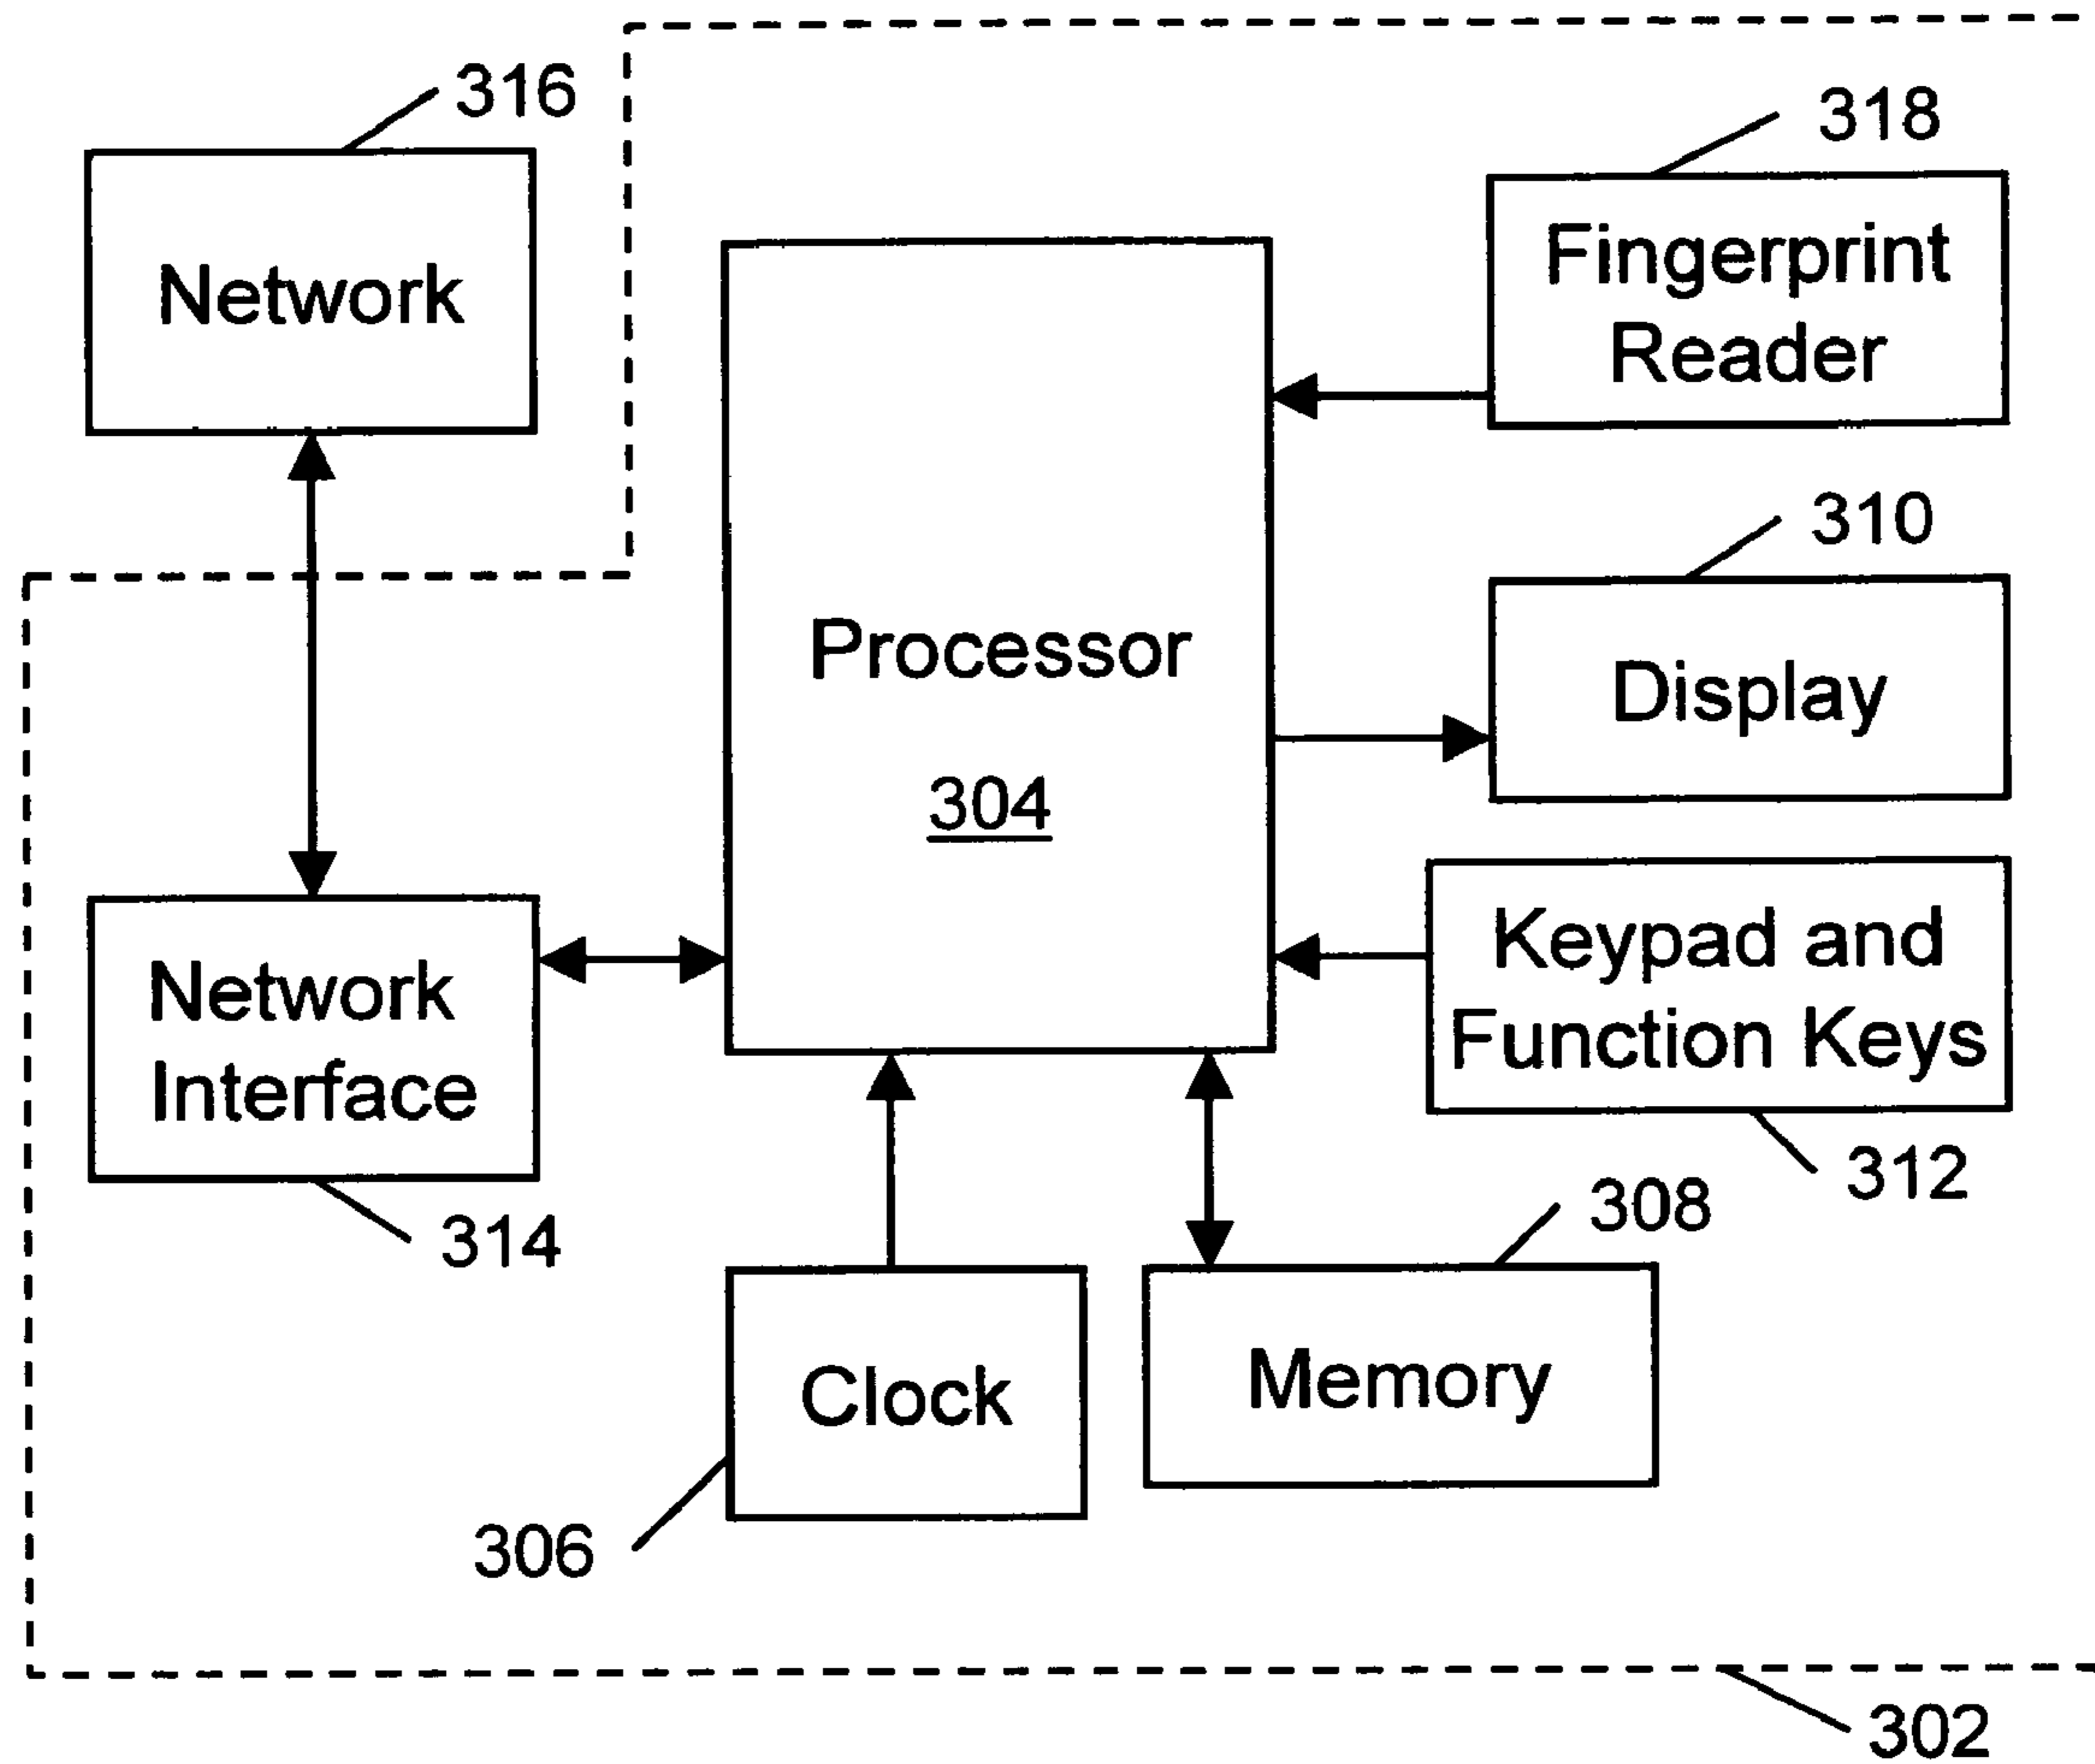 316
Network
318
Fingerprint
Reader
310
Display
Processor
304
Keypad and
Function Keys
312
Network
Interface
314
308
Memory
Clock
306
302